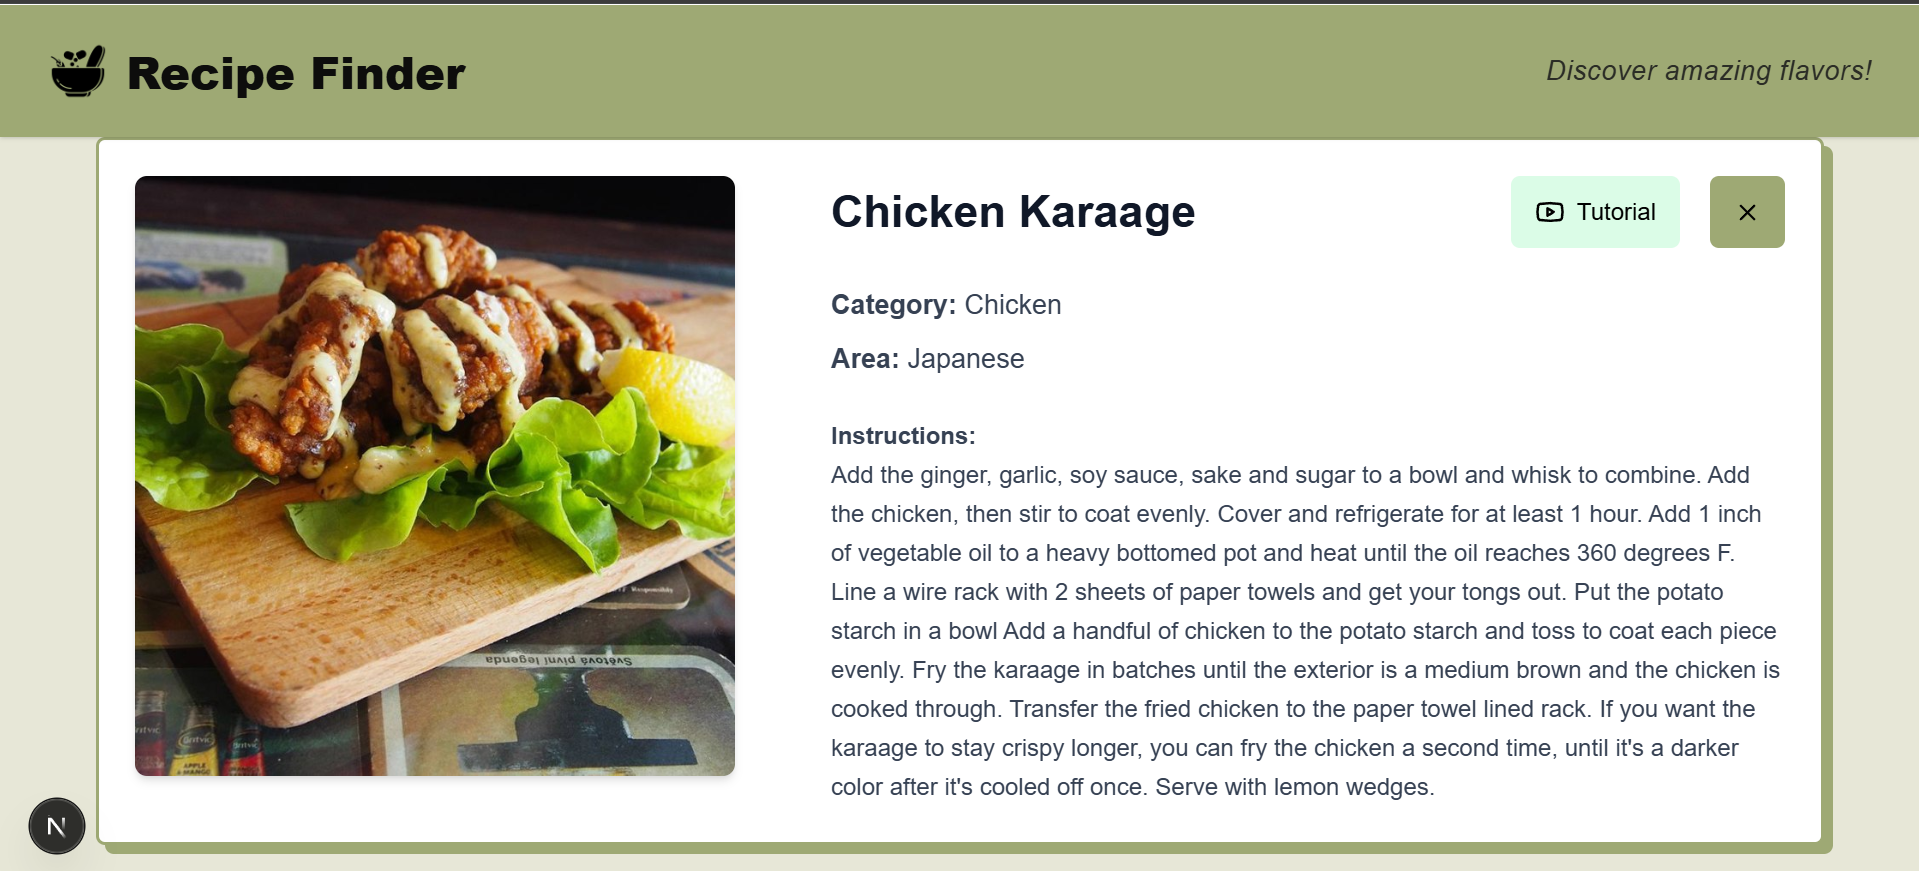 Recipe Finder
Discover amazing flavors!
Chicken Karaage
Tutorial
Category: Chicken
Area: Japanese
Instructions:
Add the ginger, garlic, soy sauce, sake and sugar to a bowl and whisk to combine. Add
the chicken, then stir to coat evenly. Cover and refrigerate for at least 1 hour. Add 1 inch
of vegetable oil to a heavy bottomed pot and heat until the oil reaches 360 degrees F.
Line a wire rack with 2 sheets of paper towels and get your tongs out. Put the potato
starch in a bowl Add a handful of chicken to the potato starch and toss to coat each piece
evenly. Fry the karaage in batches until the exterior is a medium brown and the chicken is
cooked through. Transfer the fried chicken to the paper towel lined rack. If you want the
karaage to stay crispy longer, you can fry the chicken a second time, until it's a darker
color after it's cooled off once. Serve with lemon wedges.
Responsibly
Světová pivní legenda
britvic
APPLE
& MANGO
N